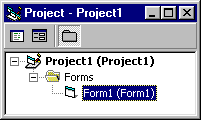 Project - Project1
Project1 (Project1)
Forms
Form1 (Form1)